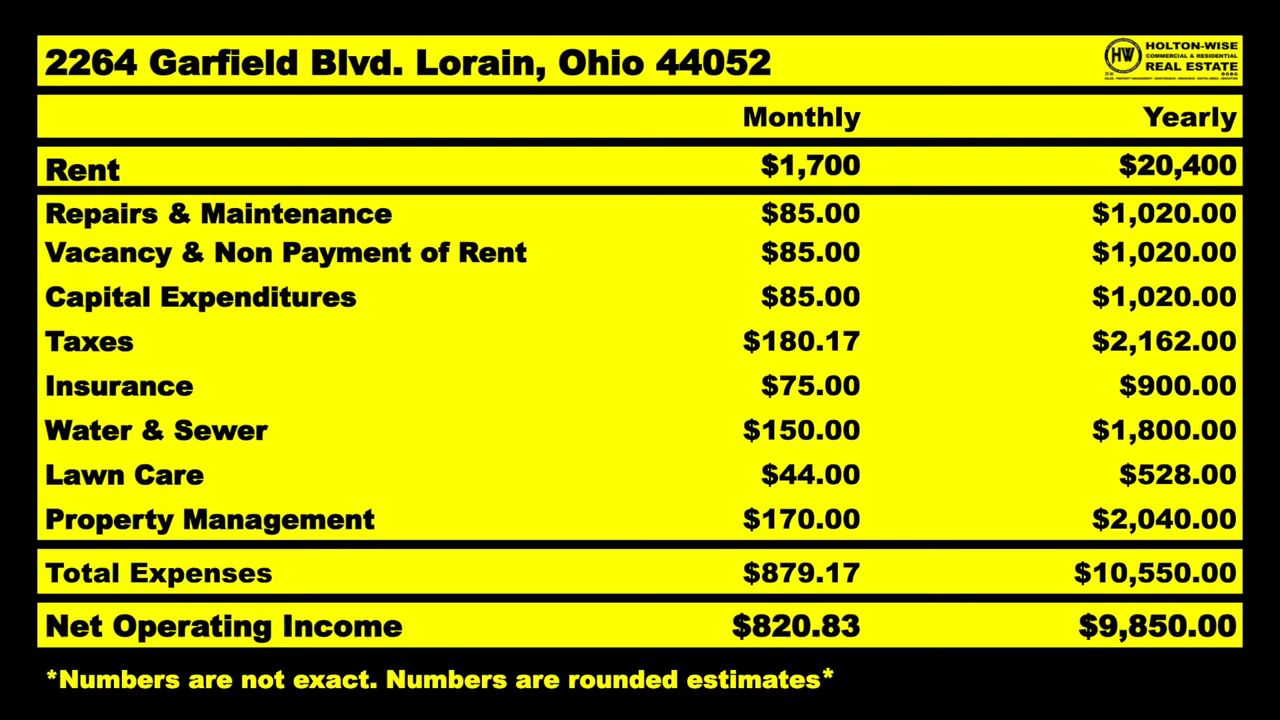 2264 Garfield Blvd. Lorain, Ohio 44052
HW
HOLTON-WISE
COMMERCIAL & RESIDENTIAL
REAL ESTATE
Monthly Yearly
Rent $1,700 $20,400
Repairs & Maintenance $85.00 $1,020.00
Vacancy & Non Payment of Rent $85.00 $1,020.00
Capital Expenditures $85.00 $1,020.00
Taxes $180.17 $2,162.00
Insurance $75.00 $900.00
Water & Sewer $150.00 $1,800.00
Lawn Care $44.00 $528.00
Property Management $170.00 $2,040.00
Total Expenses $879.17 $10,550.00
Net Operating Income $820.83 $9,850.00
*Numbers are not exact. Numbers are rounded estimates*